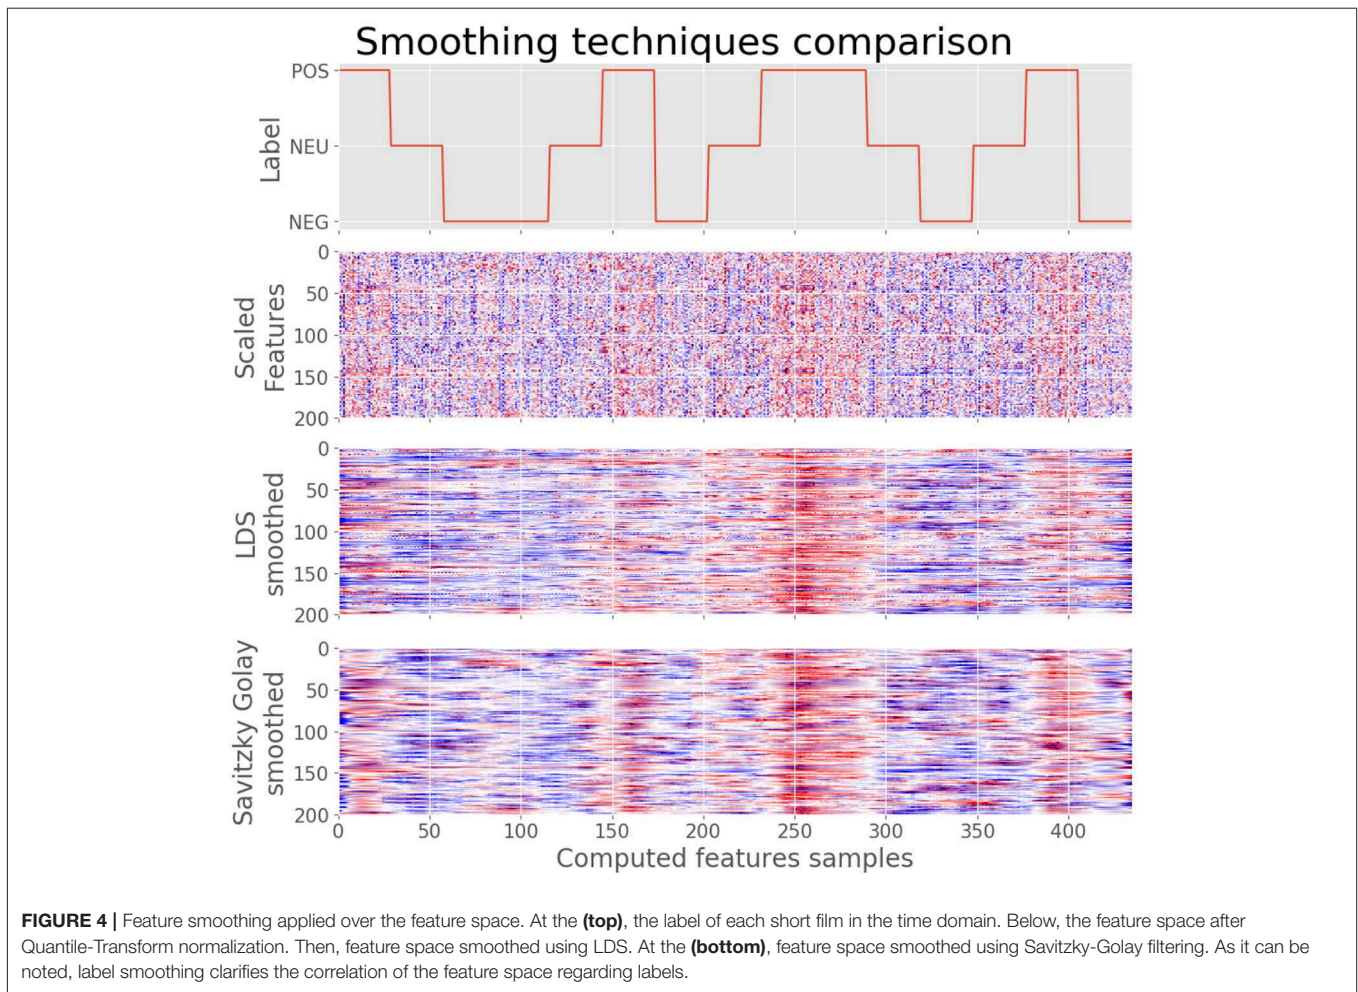 Smoothing techniques comparison
POS
NEU
NEG
Label
0
50
100
150
200
Scaled
Features
0
50
100
150
200
LDS
smoothed
0
50
100
150
200
Savitzky Golay
smoothed
0 50 100 150 200 250 300 350 400
Computed features samples
FIGURE 4 | Feature smoothing applied over the feature space. At the (top), the label of each short film in the time domain. Below, the feature space after
Quantile-Transform normalization. Then, feature space smoothed using LDS. At the (bottom), feature space smoothed using Savitzky-Golay filtering. As it can be
noted, label smoothing clarifies the correlation of the feature space regarding labels.